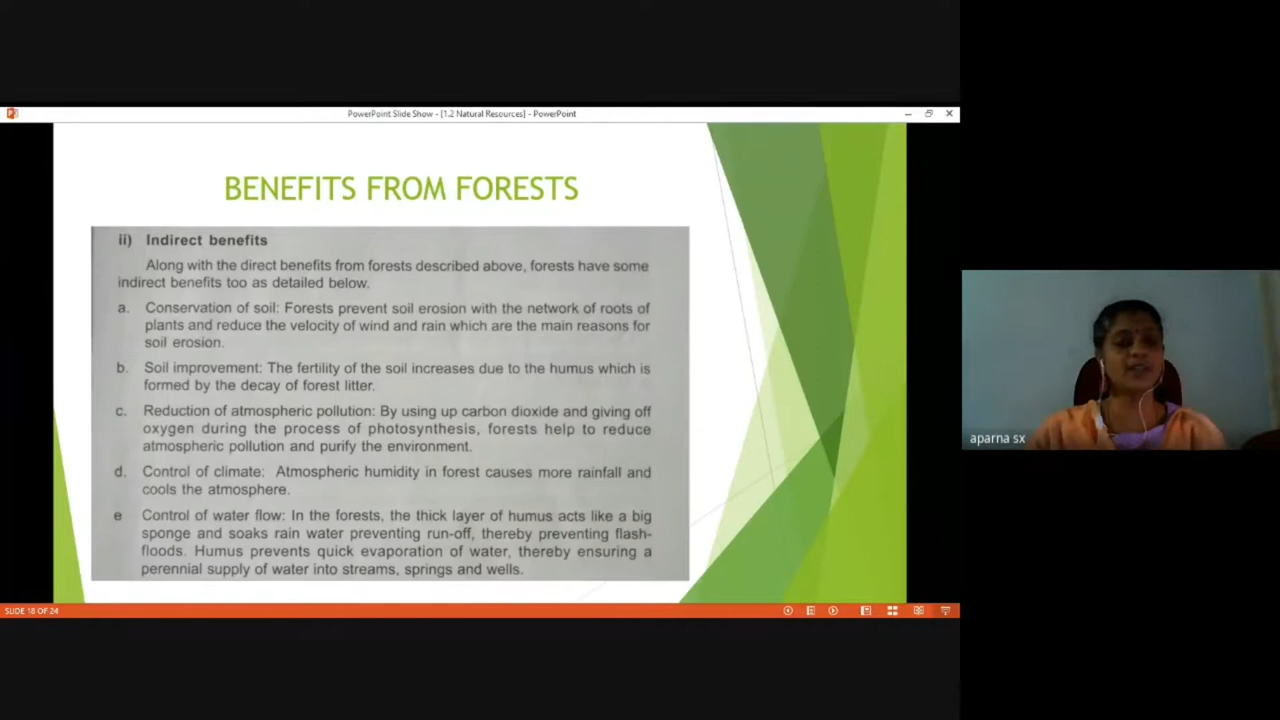 PowerPoint Slide Show - [1.2 Natural Resources] - PowerPoint
BENEFITS FROM FORESTS
ii) Indirect benefits
Along with the direct benefits from forests described above, forests have some
indirect benefits too as detailed below.
a. Conservation of soil: Forests prevent soil erosion with the network of roots of
plants and reduce the velocity of wind and rain which are the main reasons for
soil erosion.
b. Soil improvement: The fertility of the soil increases due to the humus which is
formed by the decay of forest litter.
c. Reduction of atmospheric pollution: By using up carbon dioxide and giving off
oxygen during the process of photosynthesis, forests help to reduce
atmospheric pollution and purify the environment.
d. Control of climate: Atmospheric humidity in forest causes more rainfall and
cools the atmosphere.
e Control of water flow: In the forests, the thick layer of humus acts like a big
sponge and soaks rain water preventing run-off, thereby preventing flash-
floods. Humus prevents quick evaporation of water, thereby ensuring a
perennial supply of water into streams, springs and wells.
aparna sx
SLIDE 18 OF 24